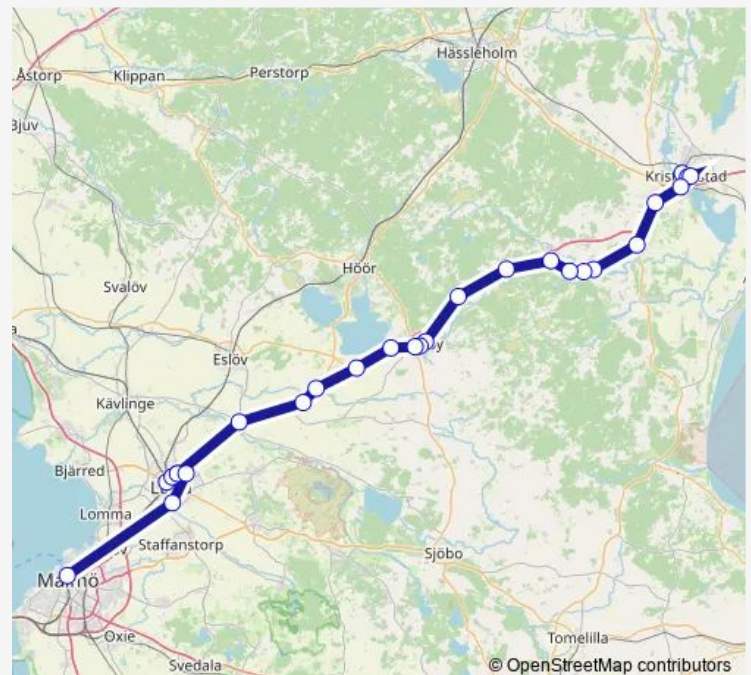 Hässleholm
Åstorp
Klippan
Perstorp
Bjuv
Höör
Svalöv
Eslöv
Kävlinge
Bjärred
Lomma
Staffanstorp
Sjöbo
Malmö
Oxie
Tomelilla
Svedala
© OpenStreetMap contributors